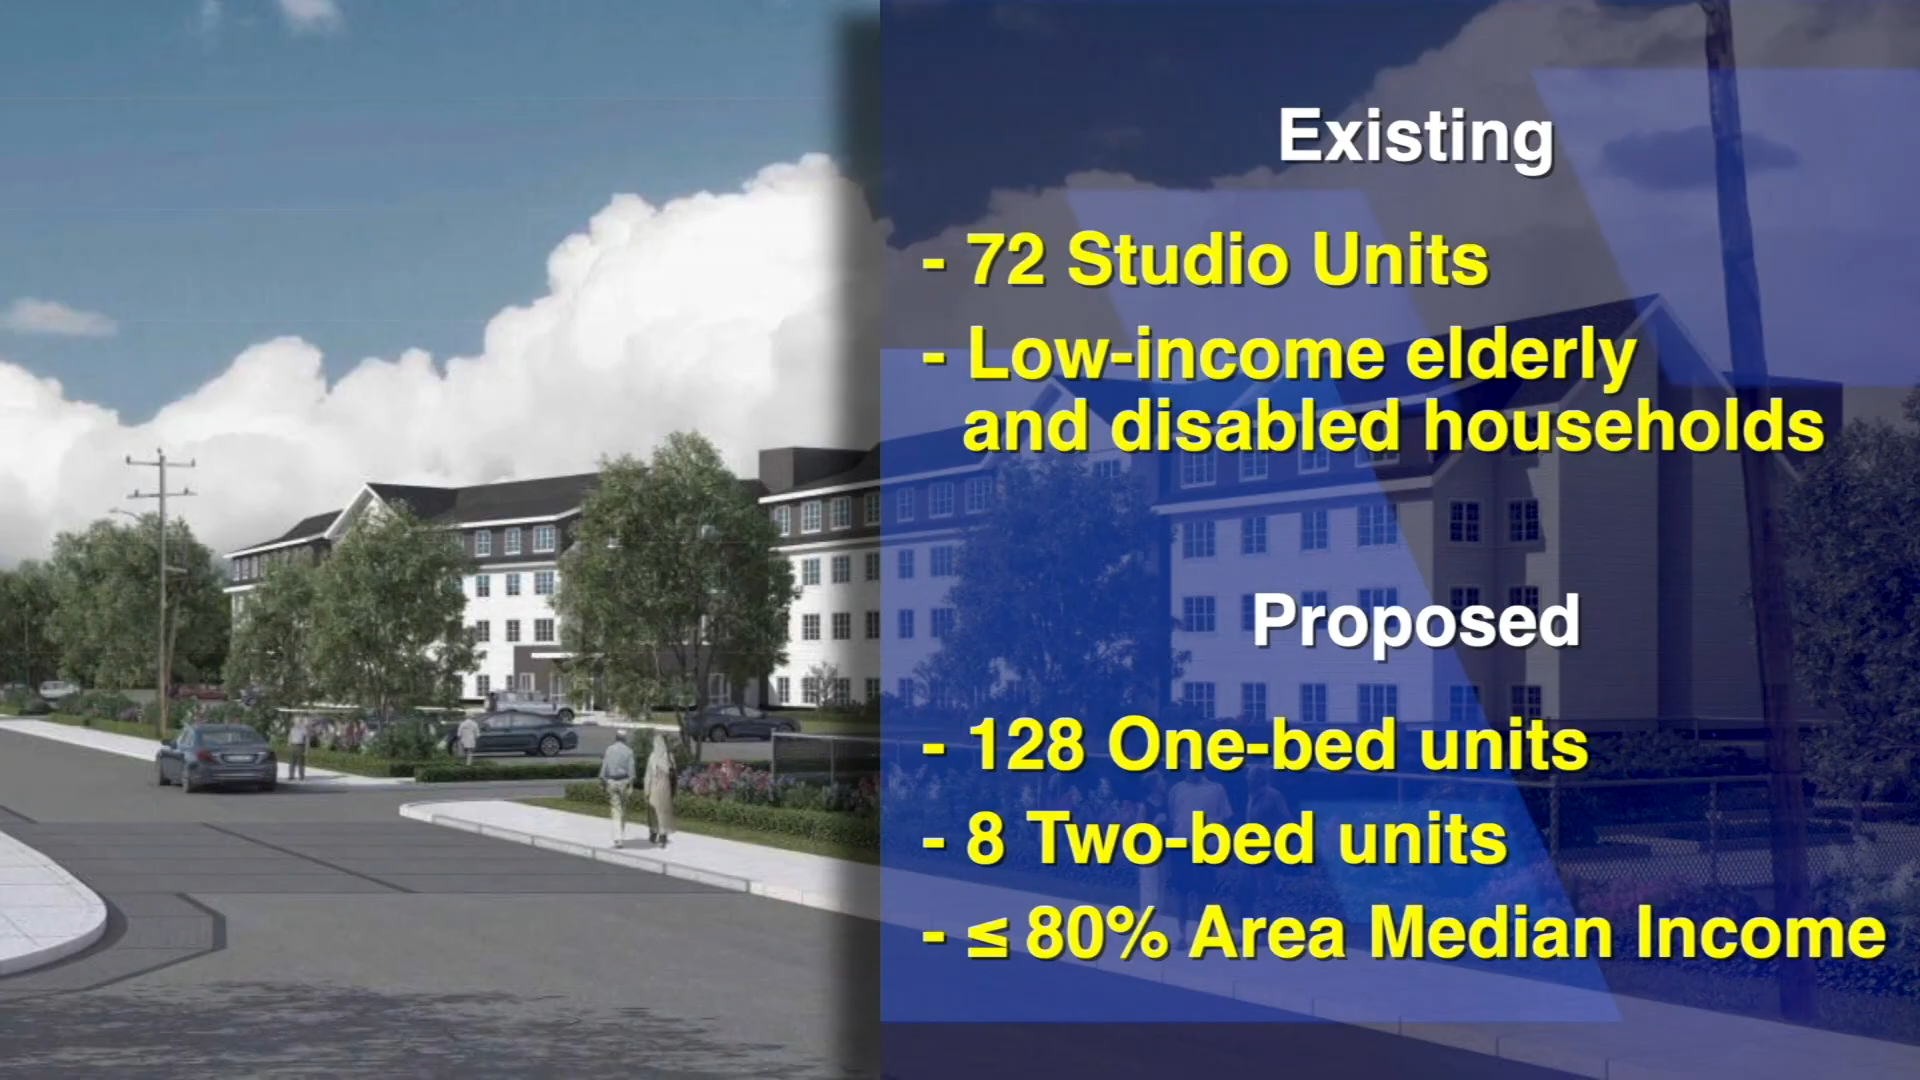 Existing
- 72 Studio Units
- Low-income elderly
and disabled households
Proposed
- 128 One-bed units
- 8 Two-bed units
- ≤ 80% Area Median Income